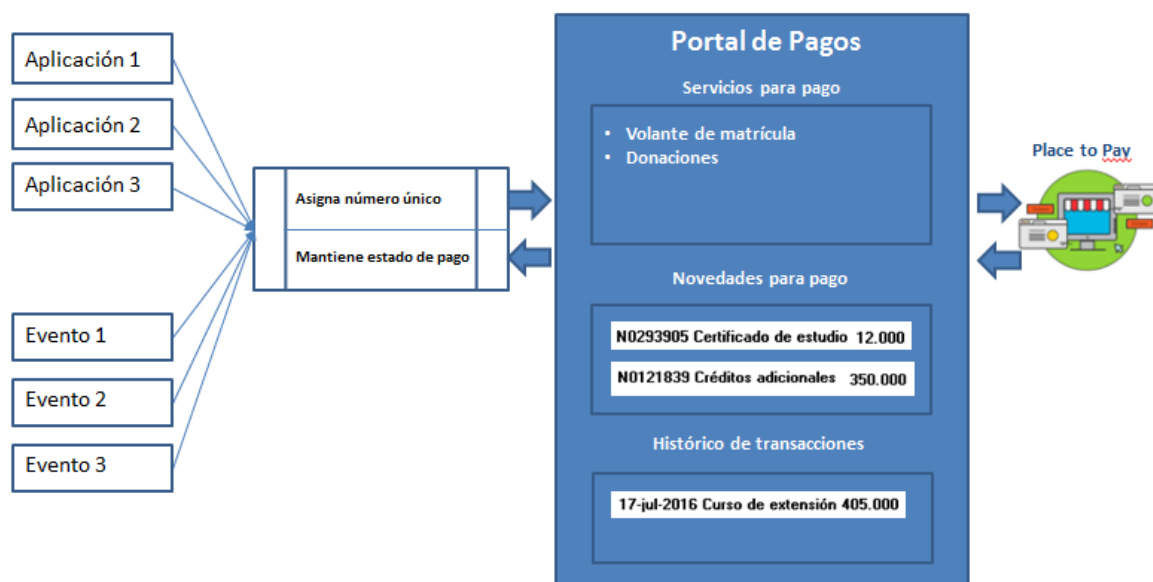 Aplicación 1
Aplicación 2
Aplicación 3
Evento 1
Evento 2
Evento 3
Asigna número único
Mantiene estado de pago
Portal de Pagos
Servicios para pago
• Volante de matrícula
• Donaciones
Novedades para pago
N0293905 Certificado de estudio 12.000
N0121839 Créditos adicionales 350.000
Histórico de transacciones
17-jul-2016 Curso de extensión 405.000
Place to Pay